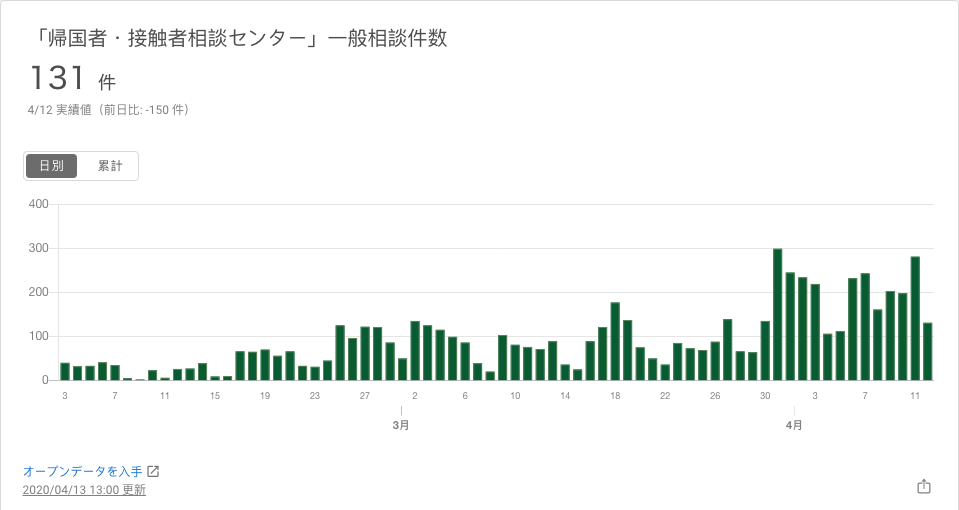 「帰国者・接触者相談センター」一般相談件数
131 件
4/12 実績値（前日比: -150 件）
日別 累計
400
300
200
100
0
3 7 11 15 19 23 27 2 6 10 14 18 22 26 30 3 7 11
3月 4月
オープンデータを入手
2020/04/13 13:00 更新